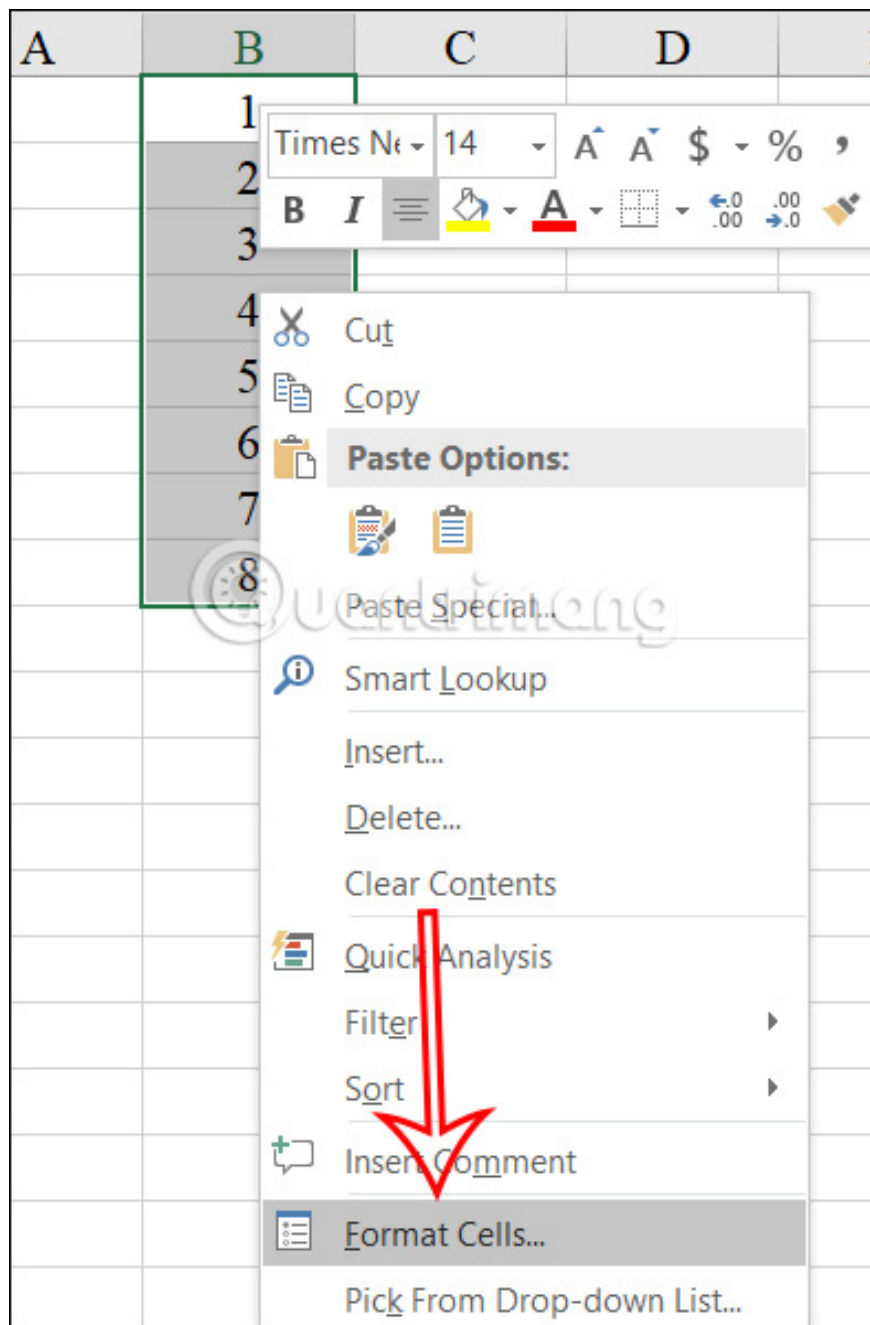 A B C D
1
Times Ne 14 A A $ % ,
2
B I A .0 .00 .00 .0
3
4
Cut
5
Copy
6
Paste Options:
7
8
Quantrimang
Paste Special...
Smart Lookup
Insert...
Delete...
Clear Contents
Quick Analysis
Filter
Sort
Insert Comment
Format Cells...
Pick From Drop-down List...